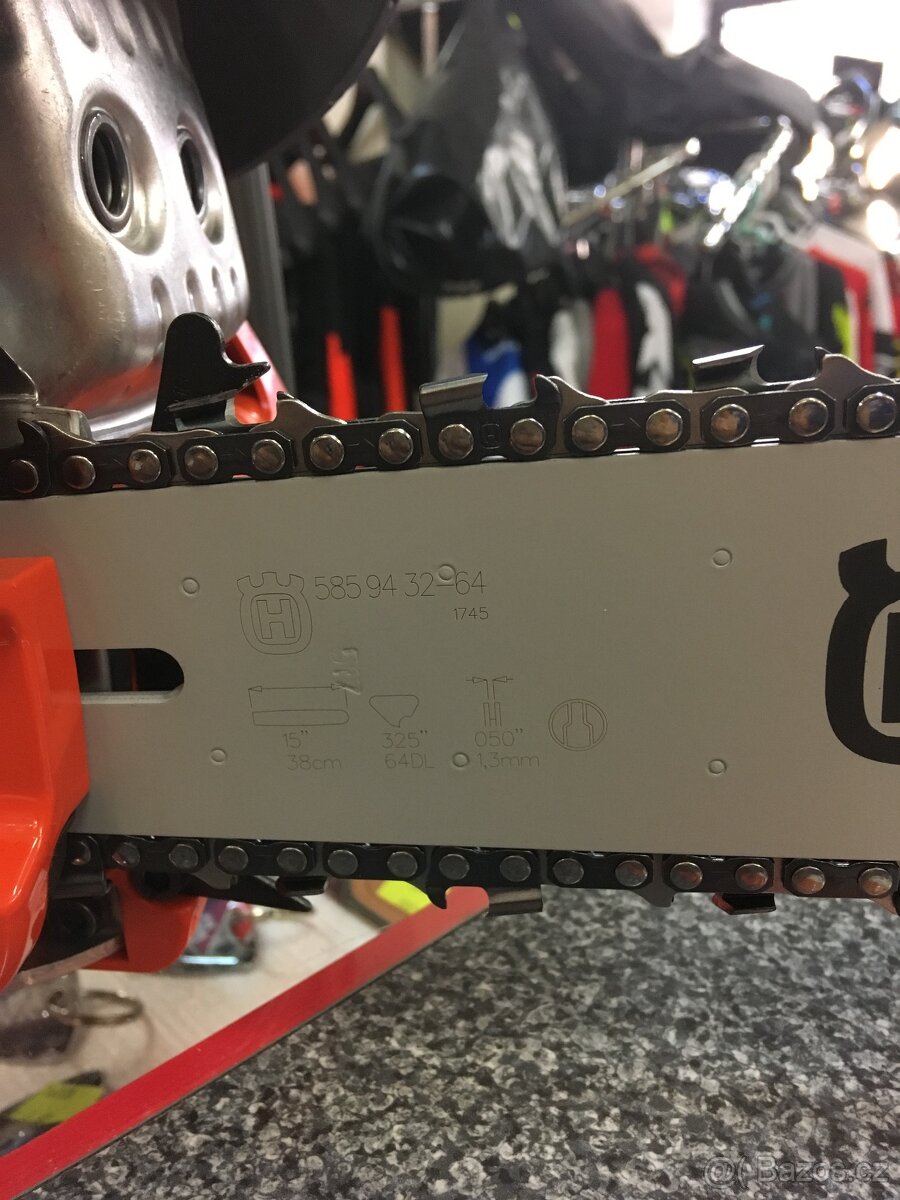 H 585 94 32-64
1745
15" 325" 050"
38cm 64DL 1,3mm
@( Bazos.cz